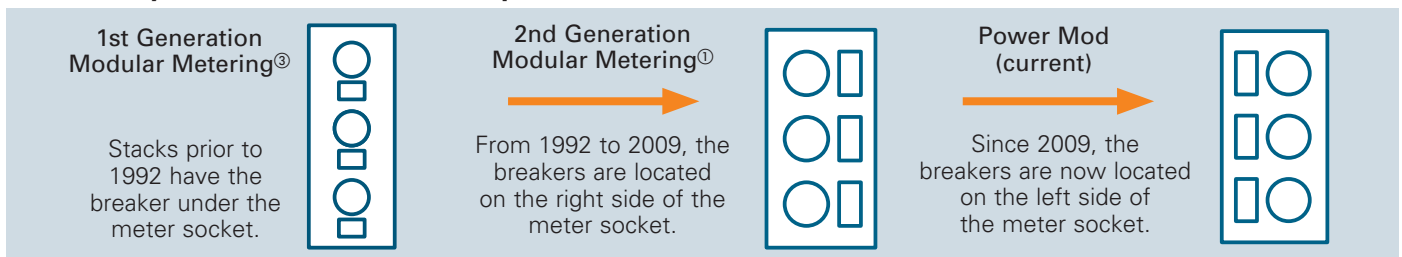 1st Generation
Modular Metering③
Stacks prior to
1992 have the
breaker under the
meter socket.
2nd Generation
Modular Metering①
From 1992 to 2009, the
breakers are located
on the right side of the
meter socket.
Power Mod
(current)
Since 2009, the
breakers are now located
on the left side of
the meter socket.